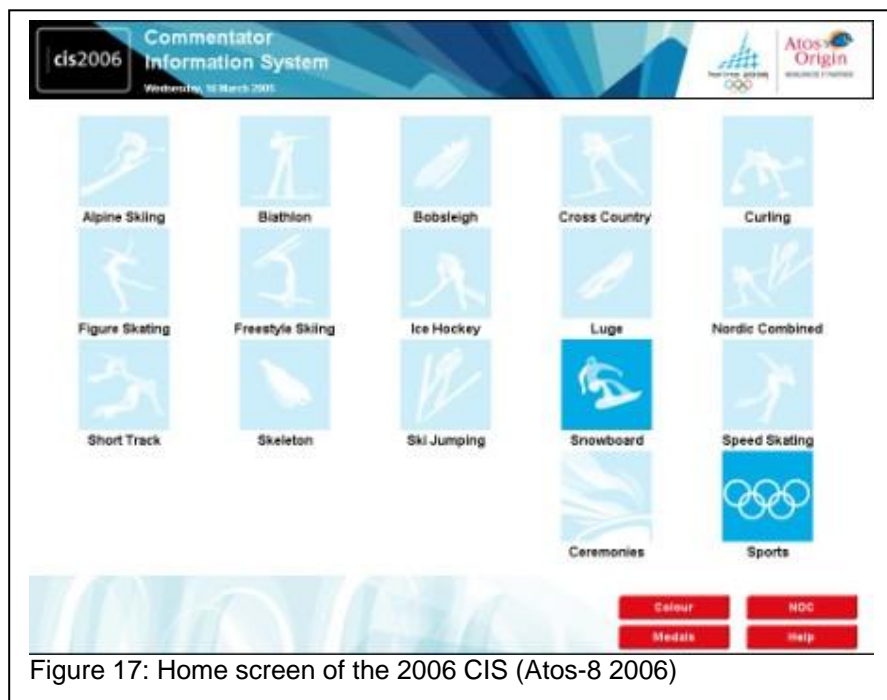 cis2006
Commentator
Information System
Atos
Origin
Alpine Skiing
Biathlon
Bobsleigh
Cross Country
Curling
Figure Skating
Freestyle Skiing
Ice Hockey
Luge
Nordic Combined
Short Track
Skeleton
Ski Jumping
Snowboard
Speed Skating
Ceremonies
Sports
Colour
NOC
Medals
Help
Figure 17: Home screen of the 2006 CIS (Atos-8 2006)